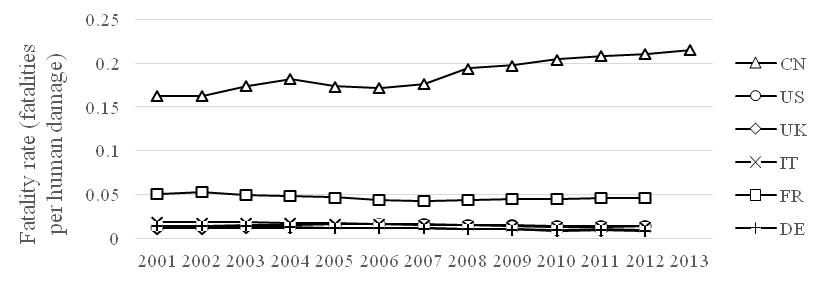 Fatality rate (fatalities
per human damage)
0.25
0.2
0.15
0.1
0.05
0
2001 2002 2003 2004 2005 2006 2007 2008 2009 2010 2011 2012 2013
CN
US
UK
IT
FR
DE